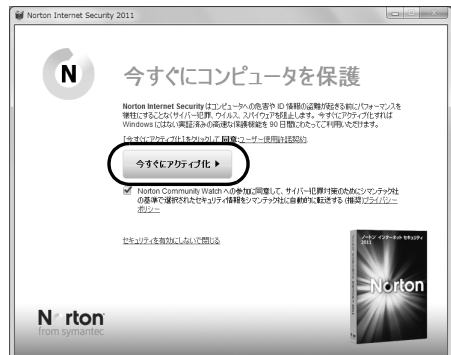 Norton Internet Security 2011
N
今すぐにコンピュータを保護
Norton Internet Security はコンピュータへの危害や ID 情報の盗難が起きる前にパフォーマンスを
犠牲にすることなくサイバー犯罪、ウイルス、スパイウェアを阻止します。今すぐにアクティブ化すれば
Windows にはない実証済みの高速な保護機能を 90 日間にわたってご利用いただけます。
[今すぐにアクティブ化]をクリックして同意:ユーザー使用許諾契約.
今すぐにアクティブ化
Norton Community Watch への参加に同意して、サイバー犯罪対策のためにシマンテック社
の基準で選択されたセキュリティ情報をシマンテック社に自動的に転送する (推奨)プライバシー
ポリシー
セキュリティを有効にしないで閉じる
ノートン インターネット セキュリティ
2011
Norton
Norton
from symantec